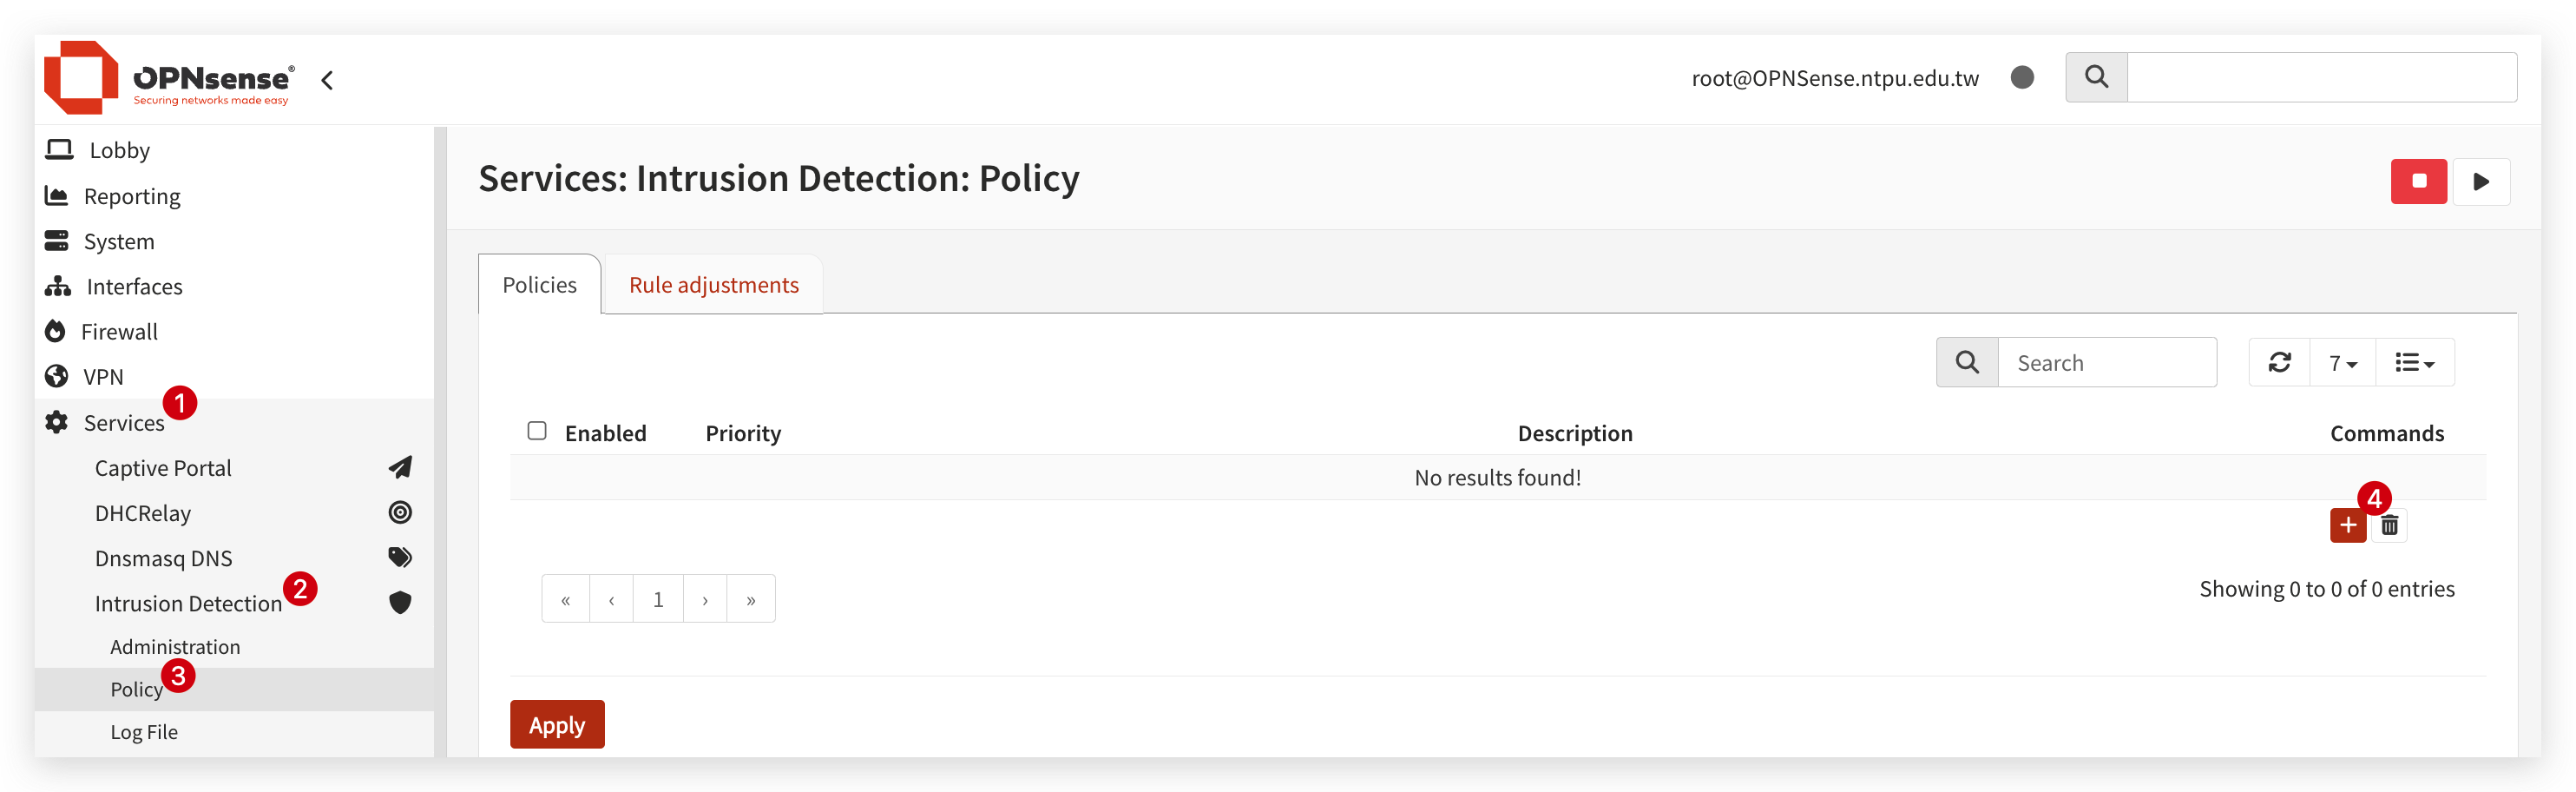 OPNsense®
Securing networks made easy
root@OPNSense.ntpu.edu.tw
Lobby
Reporting
System
Interfaces
Firewall
VPN
1
Services
Captive Portal
DHCRelay
Dnsmasq DNS
2
Intrusion Detection
Administration
3
Policy
Log File
Services: Intrusion Detection: Policy
Policies
Rule adjustments
Search
7
Enabled Priority Description Commands
No results found!
4
« ‹ 1 › »
Showing 0 to 0 of 0 entries
Apply